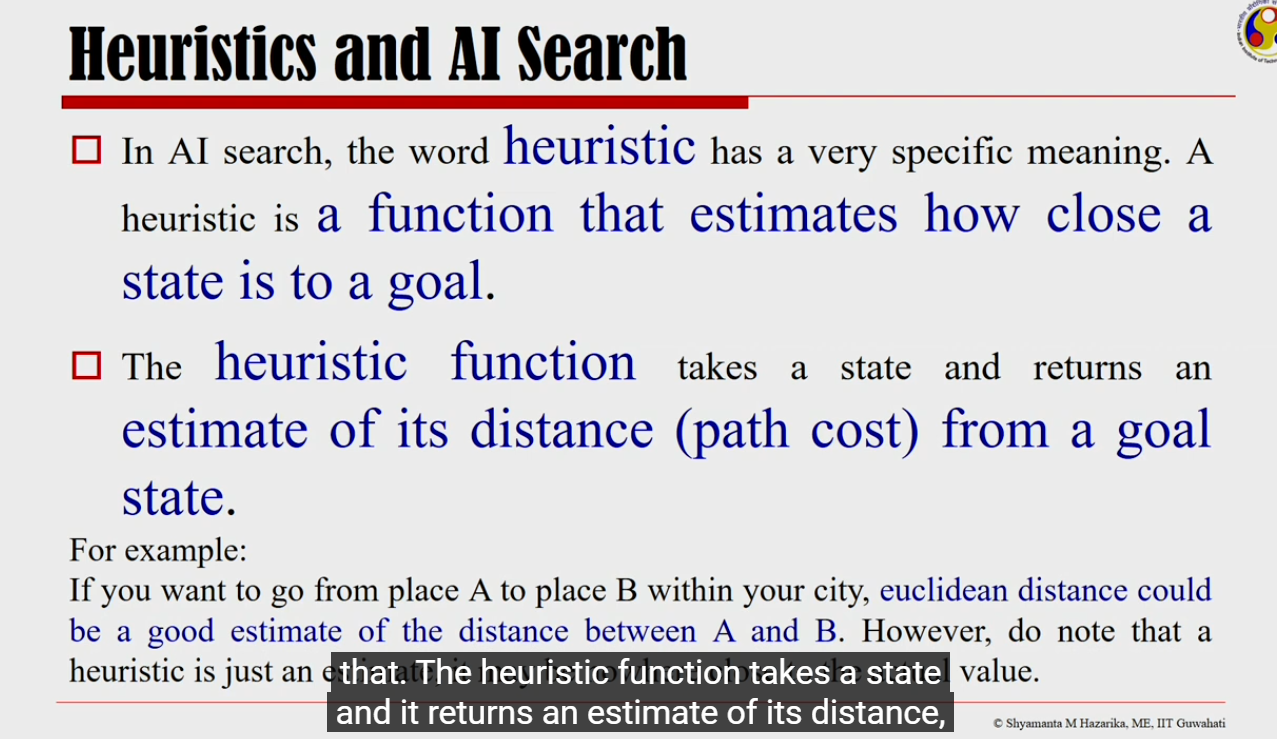 Heuristics and AI Search
In AI search, the word heuristic has a very specific meaning. A
heuristic is a function that estimates how close a
state is to a goal.
The heuristic function takes a state and returns an
estimate of its distance (path cost) from a goal
state.
For example:
If you want to go from place A to place B within your city, euclidean distance could
be a good estimate of the distance between A and B. However, do note that a
heuristic is just an value.
that. The heuristic function takes a state
and it returns an estimate of its distance,
© Shyamanta M Hazarika, ME, IIT Guwahati